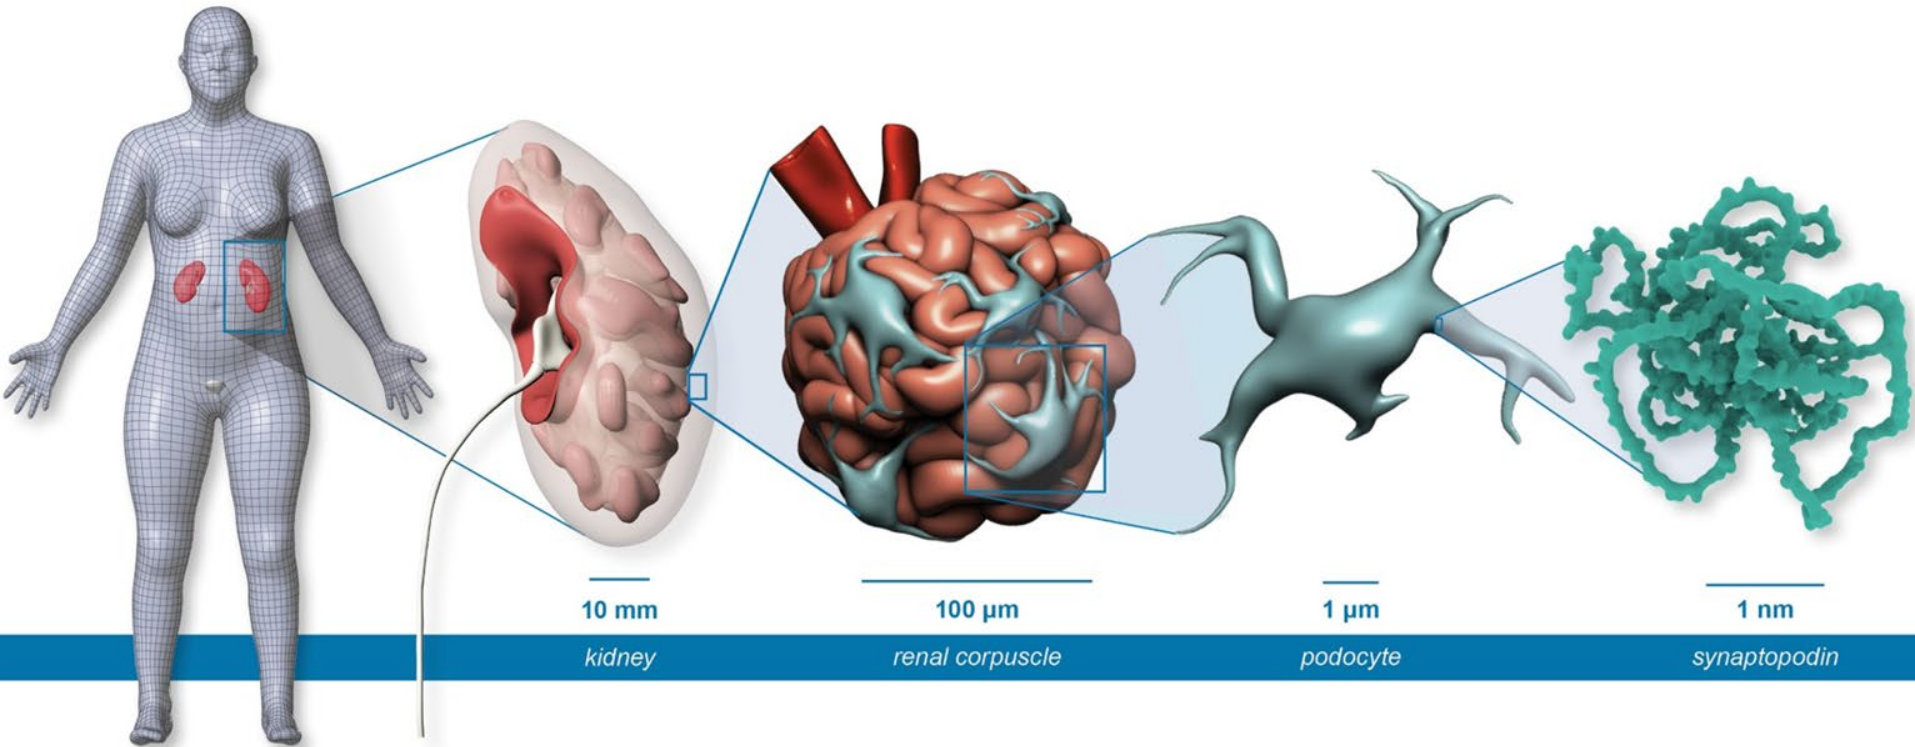 10 mm
100 µm
1 µm
1 nm
kidney
renal corpuscle
podocyte
synaptopodin